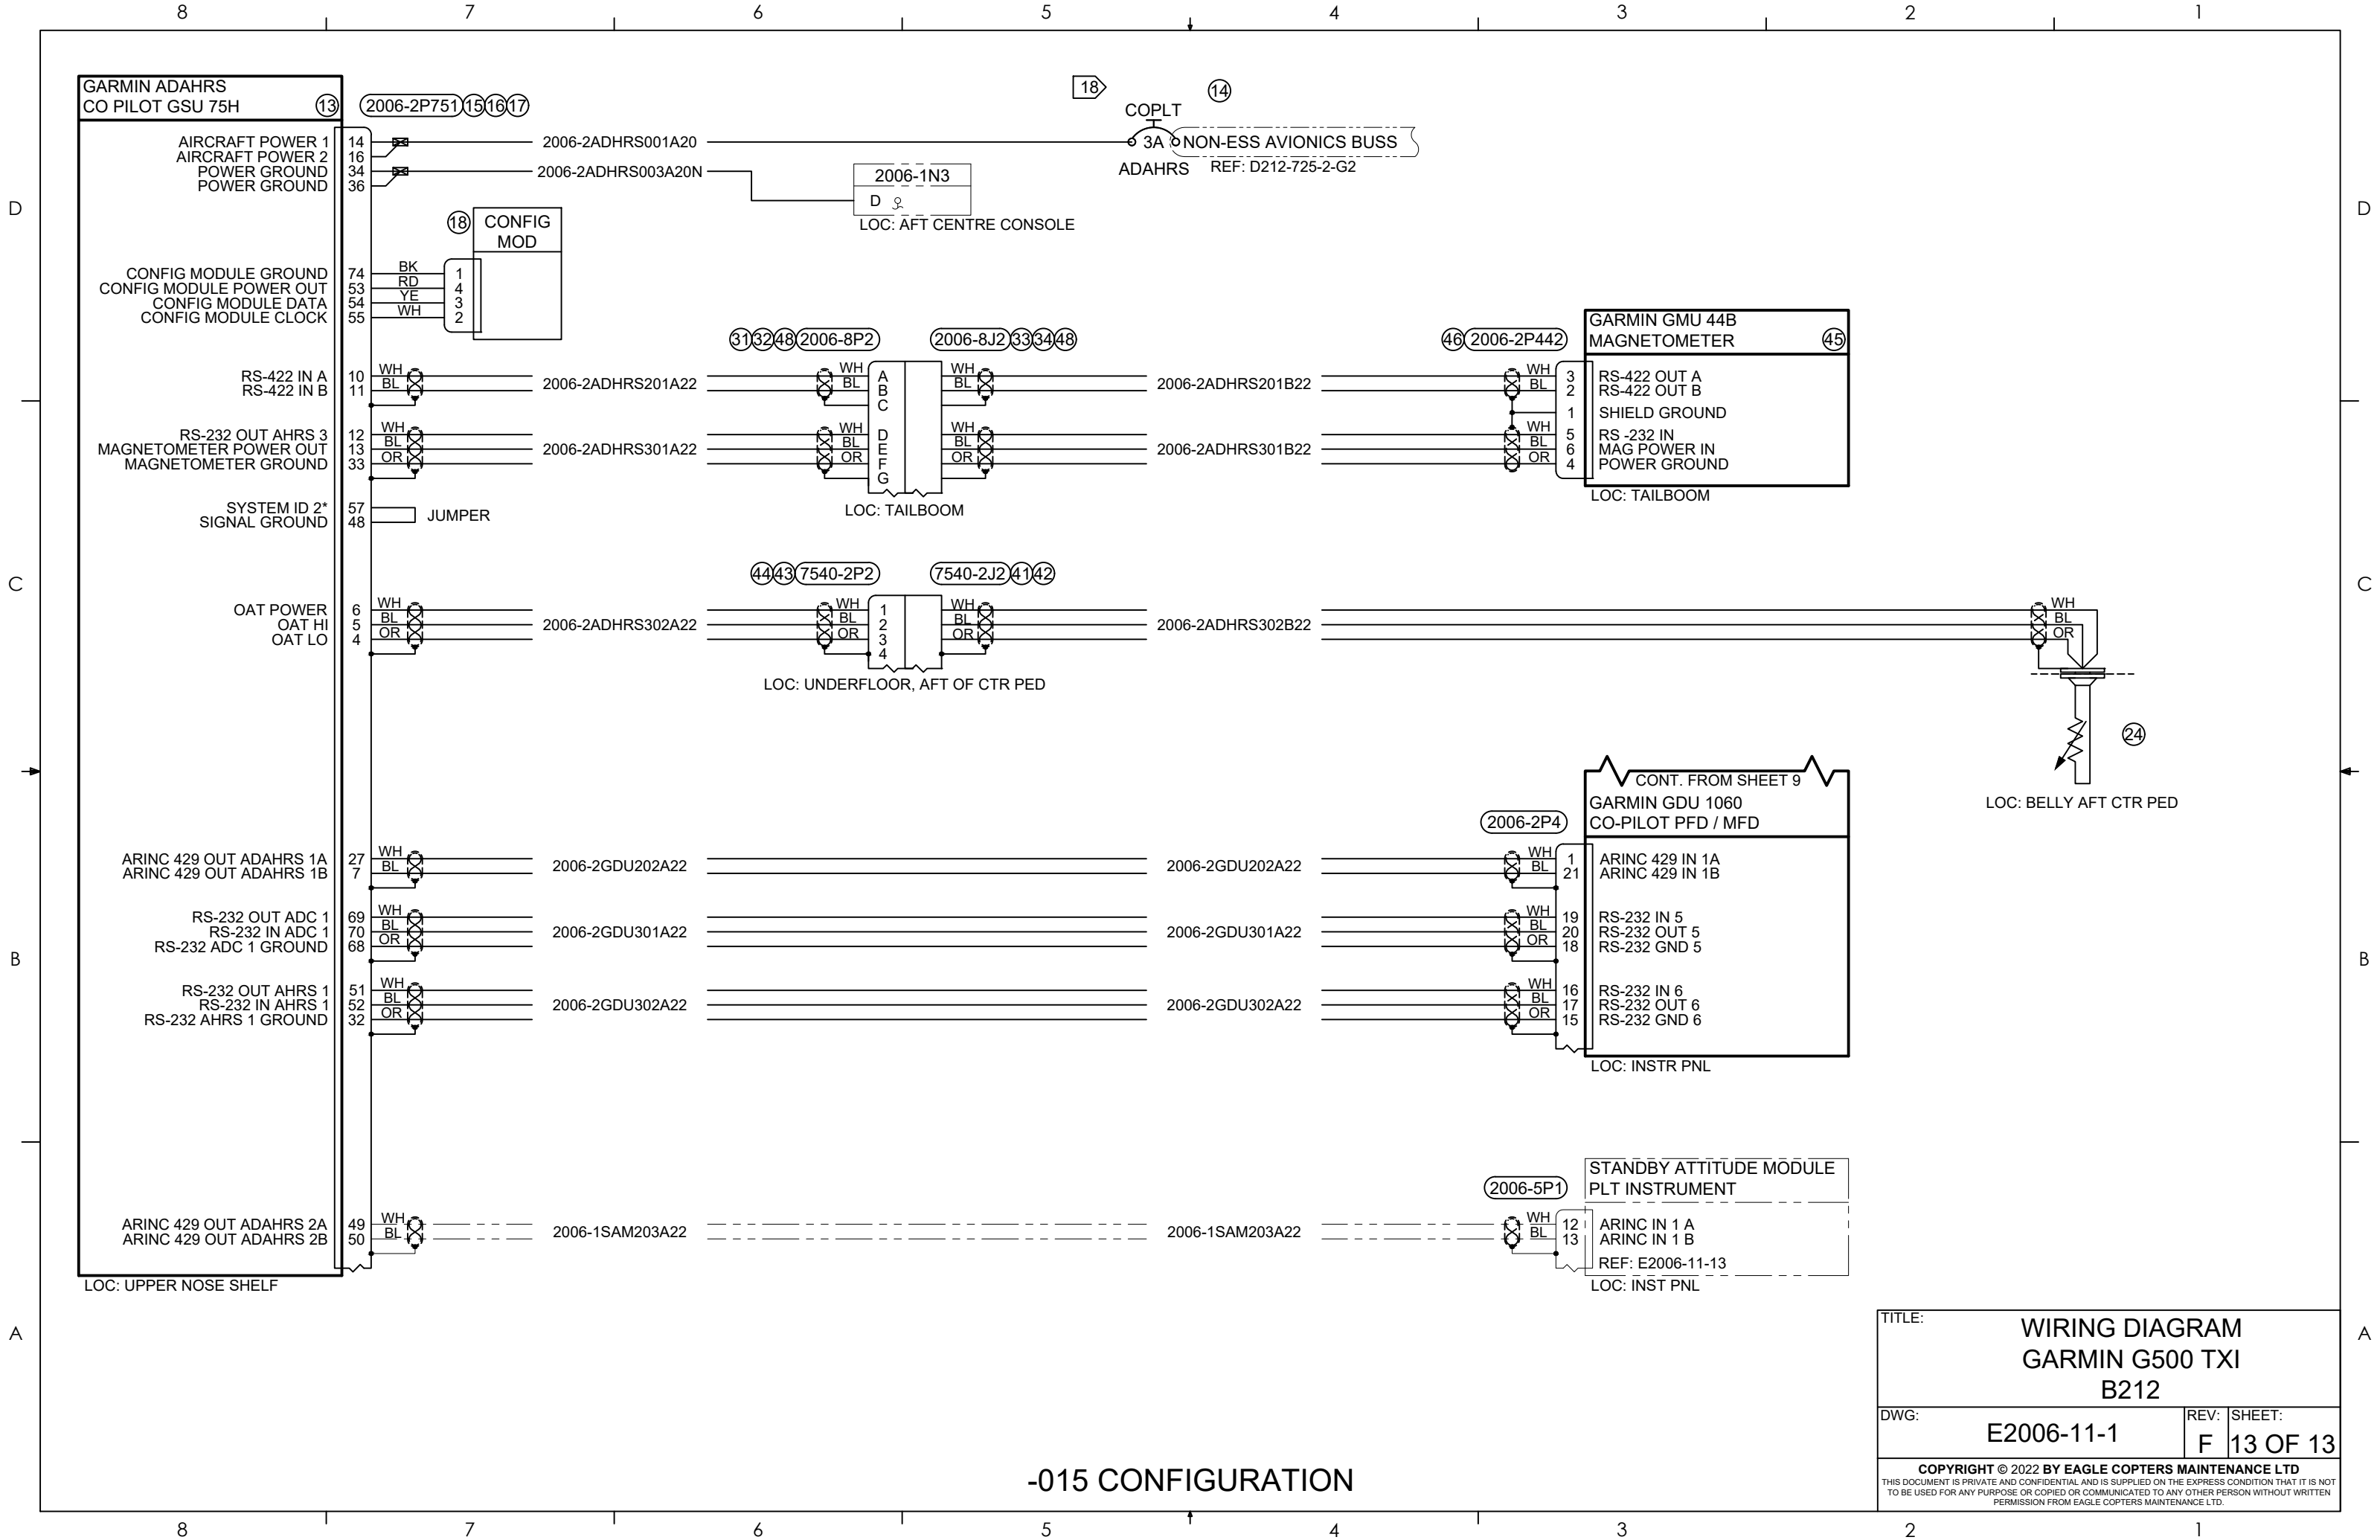 8 7 6 5 4 3 2 1
GARMIN ADAHRS
CO PILOT GSU 75H 13
2006-2P751 15 16 17
AIRCRAFT POWER 1 14
AIRCRAFT POWER 2 16
POWER GROUND 34
POWER GROUND 36
2006-2ADHRS001A20
2006-2ADHRS003A20N
18
14
COPLT
3A
ADAHRS
NON-ESS AVIONICS BUSS
REF: D212-725-2-G2
2006-1N3
D
LOC: AFT CENTRE CONSOLE
D D
18 CONFIG
MOD
CONFIG MODULE GROUND 74 BK 1
CONFIG MODULE POWER OUT 53 RD 4
CONFIG MODULE DATA 54 YE 3
CONFIG MODULE CLOCK 55 WH 2
31 32 48 2006-8P2
2006-8J2 33 34 48
46 2006-2P442
GARMIN GMU 44B
MAGNETOMETER 45
RS-422 IN A 10 WH 2006-2ADHRS201A22 WH A WH 2006-2ADHRS201B22 WH 3 RS-422 OUT A
RS-422 IN B 11 BL BL B BL BL 2 RS-422 OUT B
C 1 SHIELD GROUND
RS-232 OUT AHRS 3 12 WH WH D WH WH 5 RS -232 IN
MAGNETOMETER POWER OUT 13 BL 2006-2ADHRS301A22 BL E BL 2006-2ADHRS301B22 BL 6 MAG POWER IN
MAGNETOMETER GROUND 33 OR OR F OR OR 4 POWER GROUND
G
LOC: TAILBOOM
LOC: TAILBOOM
SYSTEM ID 2* 57
SIGNAL GROUND 48
JUMPER
C C
44 43 7540-2P2
7540-2J2 41 42
OAT POWER 6 WH WH 1 WH WH
OAT HI 5 BL 2006-2ADHRS302A22 BL 2 BL 2006-2ADHRS302B22 BL
OAT LO 4 OR OR 3 OR OR
4
LOC: UNDERFLOOR, AFT OF CTR PED
24
LOC: BELLY AFT CTR PED
CONT. FROM SHEET 9
GARMIN GDU 1060
CO-PILOT PFD / MFD
2006-2P4
ARINC 429 OUT ADAHRS 1A 27 WH 2006-2GDU202A22 2006-2GDU202A22 WH 1 ARINC 429 IN 1A
ARINC 429 OUT ADAHRS 1B 7 BL BL 21 ARINC 429 IN 1B
RS-232 OUT ADC 1 69 WH WH 19 RS-232 IN 5
RS-232 IN ADC 1 70 BL 2006-2GDU301A22 2006-2GDU301A22 BL 20 RS-232 OUT 5
RS-232 ADC 1 GROUND 68 OR OR 18 RS-232 GND 5
B B
RS-232 OUT AHRS 1 51 WH WH 16 RS-232 IN 6
RS-232 IN AHRS 1 52 BL 2006-2GDU302A22 2006-2GDU302A22 BL 17 RS-232 OUT 6
RS-232 AHRS 1 GROUND 32 OR OR 15 RS-232 GND 6
LOC: INSTR PNL
STANDBY ATTITUDE MODULE
PLT INSTRUMENT
2006-5P1
ARINC 429 OUT ADAHRS 2A 49 WH 2006-1SAM203A22 2006-1SAM203A22 WH 12 ARINC IN 1 A
ARINC 429 OUT ADAHRS 2B 50 BL BL 13 ARINC IN 1 B
REF: E2006-11-13
LOC: INST PNL
LOC: UPPER NOSE SHELF
A A
TITLE:
WIRING DIAGRAM
GARMIN G500 TXI
B212
DWG: E2006-11-1
REV: F
SHEET: 13 OF 13
COPYRIGHT © 2022 BY EAGLE COPTERS MAINTENANCE LTD
THIS DOCUMENT IS PRIVATE AND CONFIDENTIAL AND IS SUPPLIED ON THE EXPRESS CONDITION THAT IT IS NOT
TO BE USED FOR ANY PURPOSE OR COPIED OR COMMUNICATED TO ANY OTHER PERSON WITHOUT WRITTEN
PERMISSION FROM EAGLE COPTERS MAINTENANCE LTD.
-015 CONFIGURATION
8 7 6 5 4 3 2 1